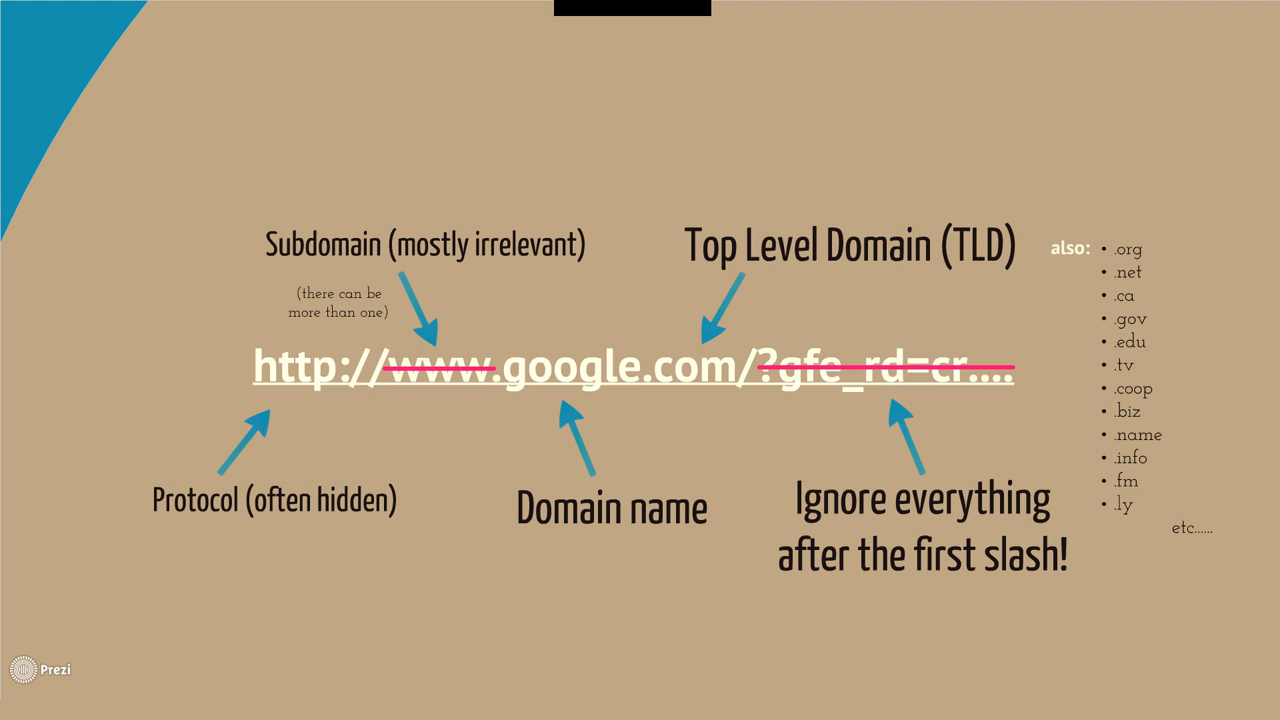 Subdomain (mostly irrelevant)
(there can be
more than one)
Top Level Domain (TLD)
also:
• .org
• .net
• .ca
• .gov
• .edu
• .tv
• .coop
• .biz
• .name
• .info
• .fm
• .ly
etc......
http://www.google.com/?gfe_rd=cr....
Protocol (often hidden)
Domain name
Ignore everything
after the first slash!
Prezi